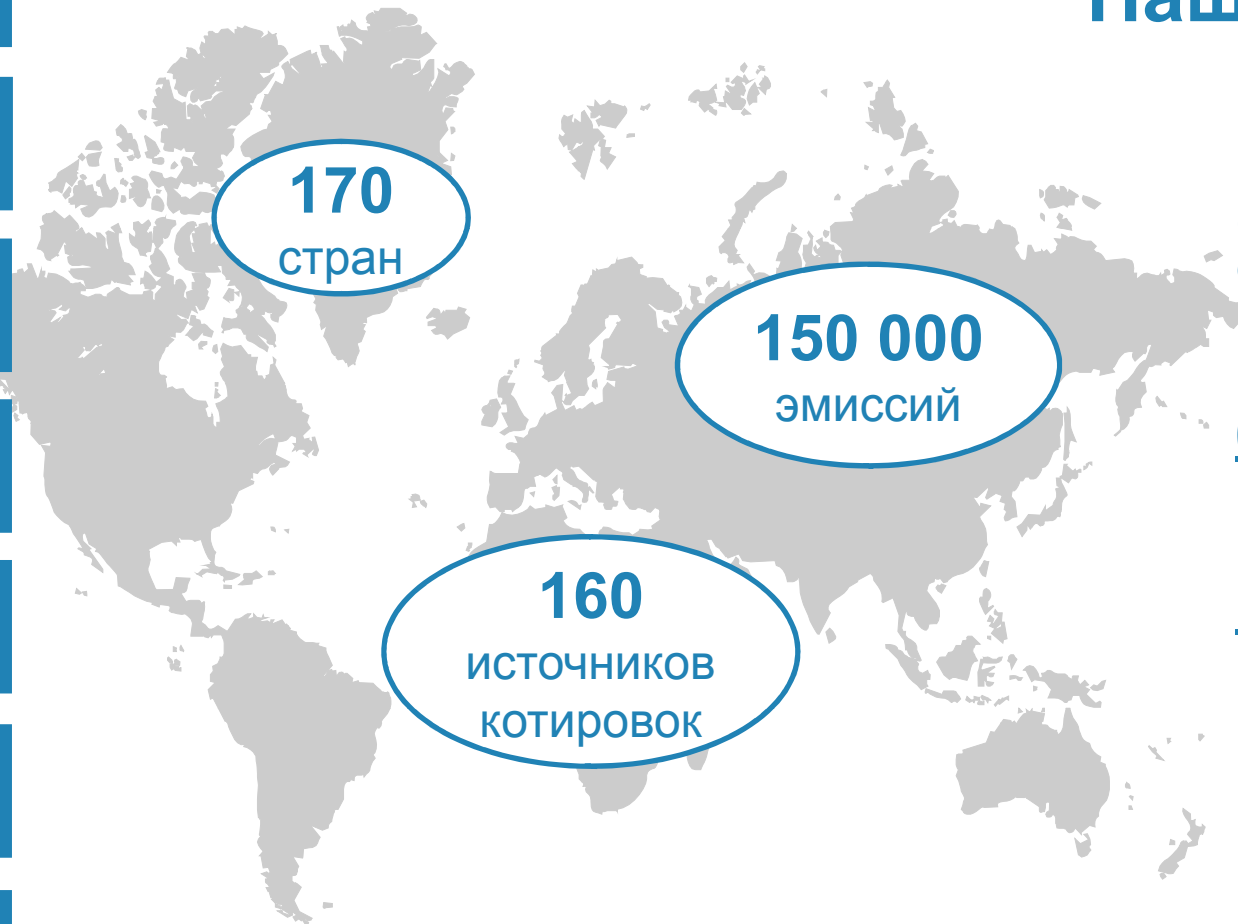 170
стран
150 000
эмиссий
160
источников
котировок